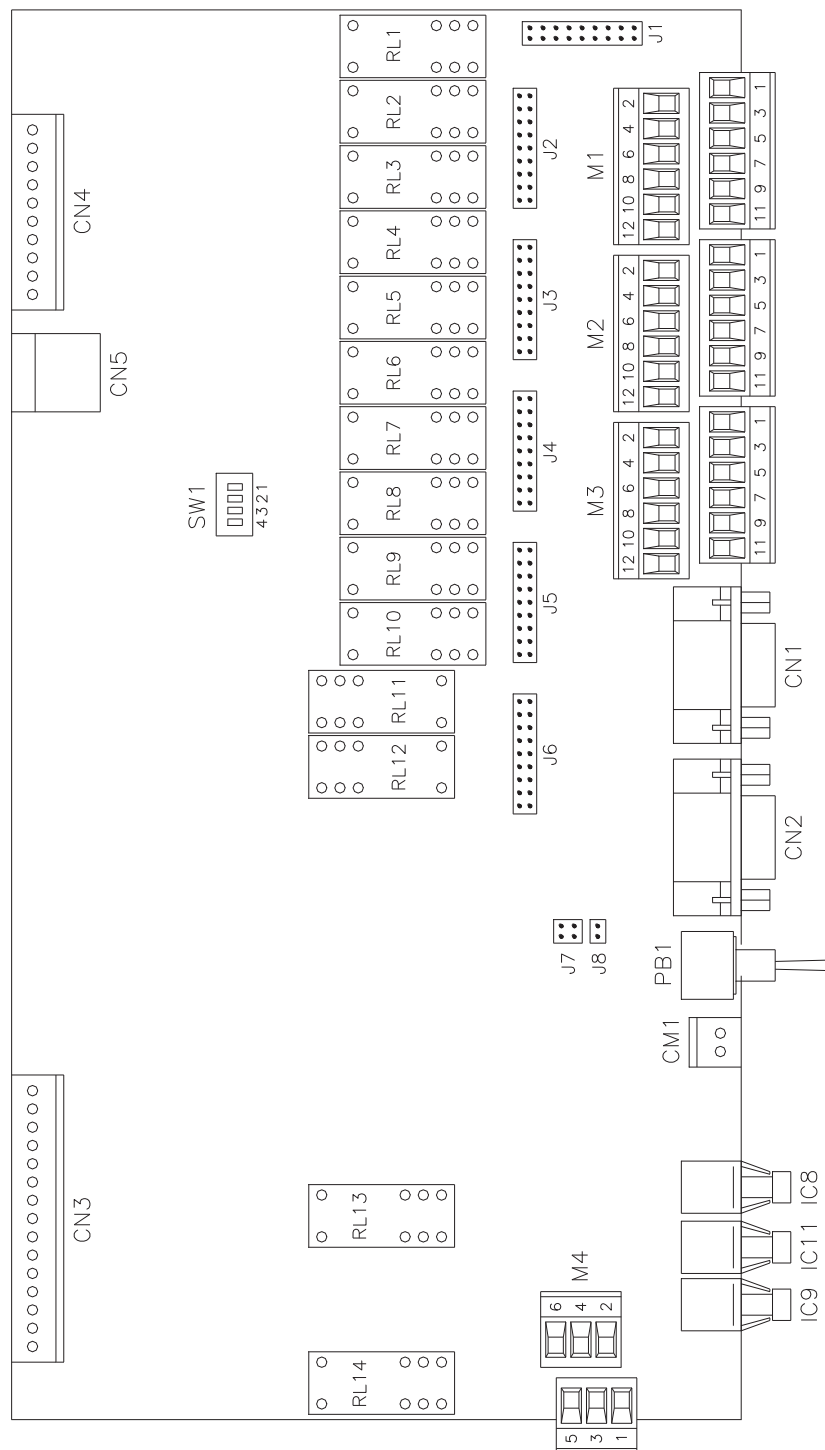 RL1
J1
RL2
J2
M1
2 4 6 8 10 12
1 3 5 7 9 11
RL3
CN4
RL4
J3
M2
2 4 6 8 10 12
1 3 5 7 9 11
RL5
CN5
RL6
RL7
J4
M3
2 4 6 8 10 12
1 3 5 7 9 11
SW1
4321
RL8
RL9
J5
RL10
CN1
RL11
J6
RL12
CN2
J7
J8
PB1
CM1
CN3
RL13
IC8
IC11
IC9
M4
6 4 2
5 3 1
RL14